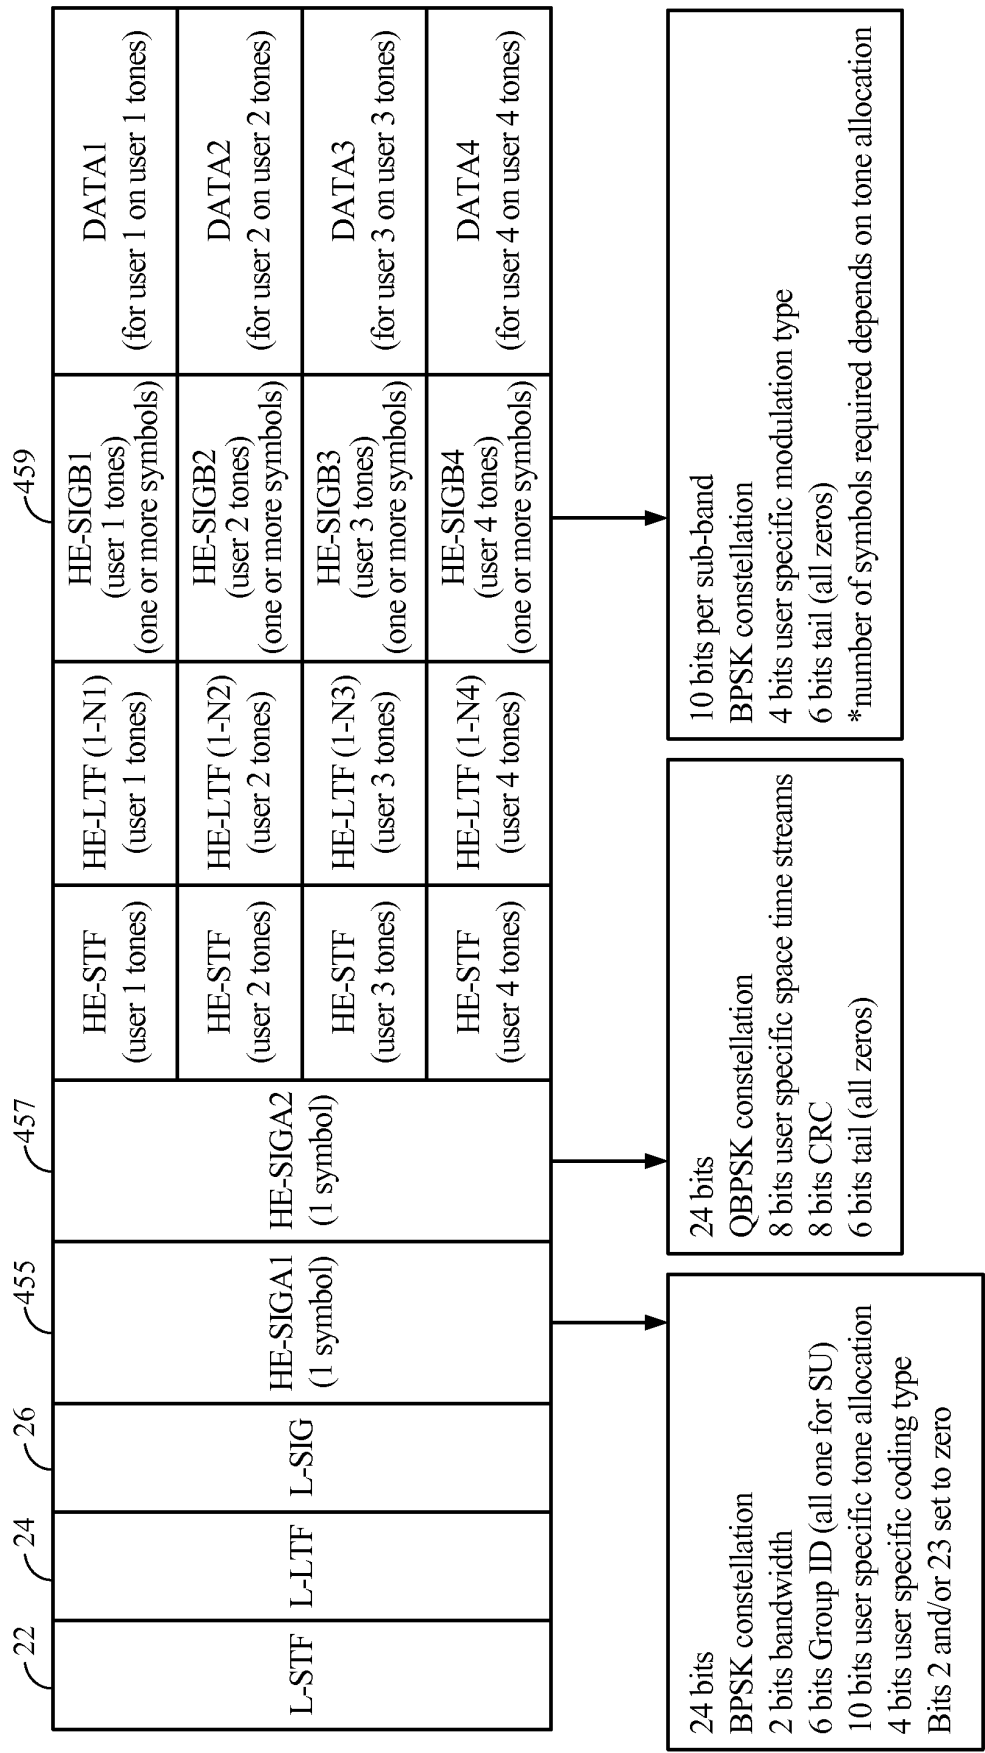 22
24
26
455
457
459
L-STF
L-LTF
L-SIG
HE-SIGA1
(1 symbol)
HE-SIGA2
(1 symbol)
HE-STF
(user 1 tones)
HE-LTF (1-N1)
(user 1 tones)
HE-SIGB1
(user 1 tones)
(one or more symbols)
DATA1
(for user 1 on user 1 tones)
HE-STF
(user 2 tones)
HE-LTF (1-N2)
(user 2 tones)
HE-SIGB2
(user 2 tones)
(one or more symbols)
DATA2
(for user 2 on user 2 tones)
HE-STF
(user 3 tones)
HE-LTF (1-N3)
(user 3 tones)
HE-SIGB3
(user 3 tones)
(one or more symbols)
DATA3
(for user 3 on user 3 tones)
HE-STF
(user 4 tones)
HE-LTF (1-N4)
(user 4 tones)
HE-SIGB4
(user 4 tones)
(one or more symbols)
DATA4
(for user 4 on user 4 tones)
24 bits
BPSK constellation
2 bits bandwidth
6 bits Group ID (all one for SU)
10 bits user specific tone allocation
4 bits user specific coding type
Bits 2 and/or 23 set to zero
24 bits
QBPSK constellation
8 bits user specific space time streams
8 bits CRC
6 bits tail (all zeros)
10 bits per sub-band
BPSK constellation
4 bits user specific modulation type
6 bits tail (all zeros)
*number of symbols required depends on tone allocation